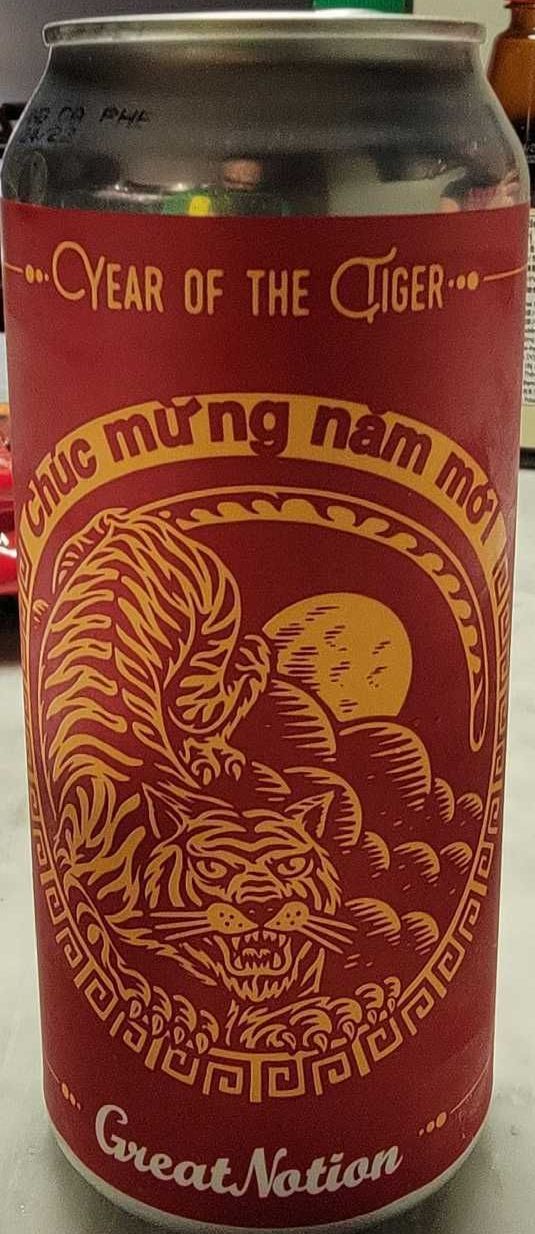 YEAR OF THE TIGER
Chúc mừng năm mới
Great Notion